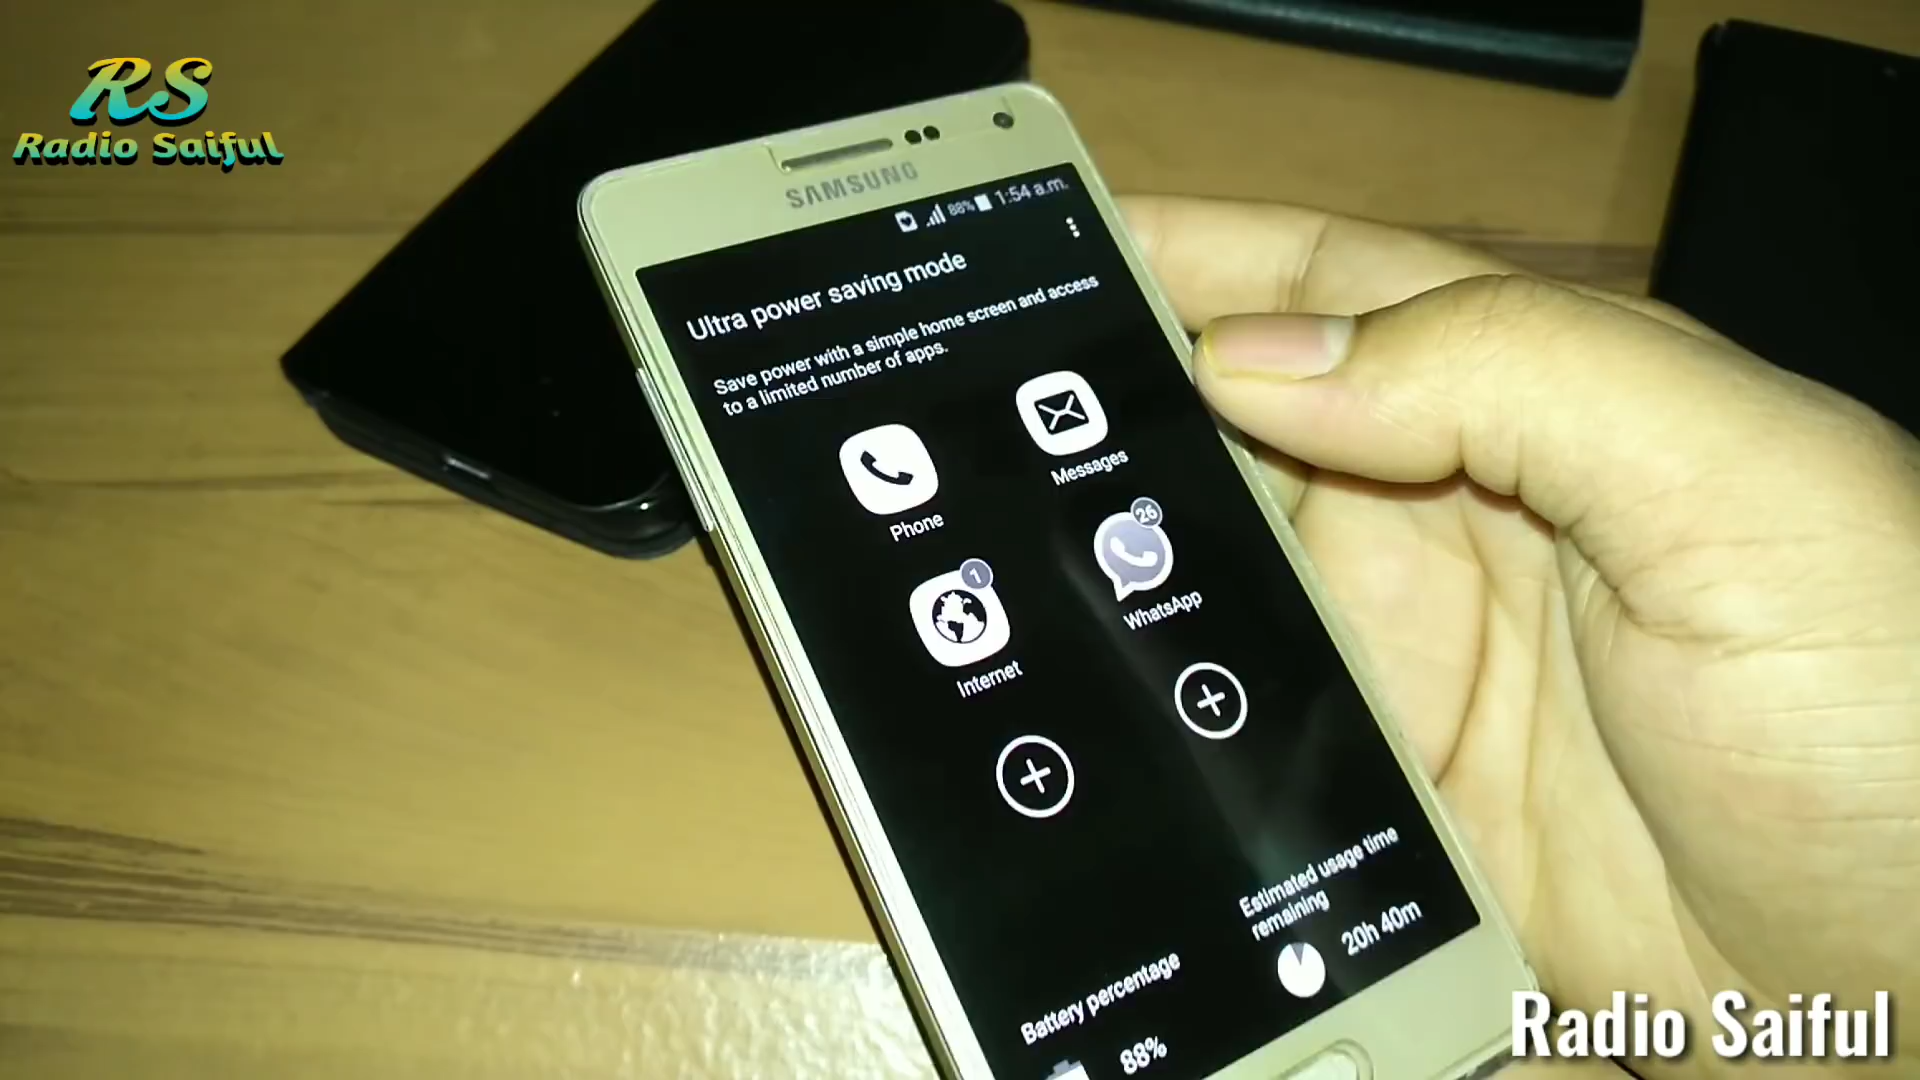 RS
Radio Saiful
SAMSUNG
88% 1:54 a.m.
Ultra power saving mode
Save power with a simple home screen and access
to a limited number of apps.
Phone
Messages
1
Internet
26
WhatsApp
Battery percentage
88%
Estimated usage time
remaining
20h 40m
Radio Saiful